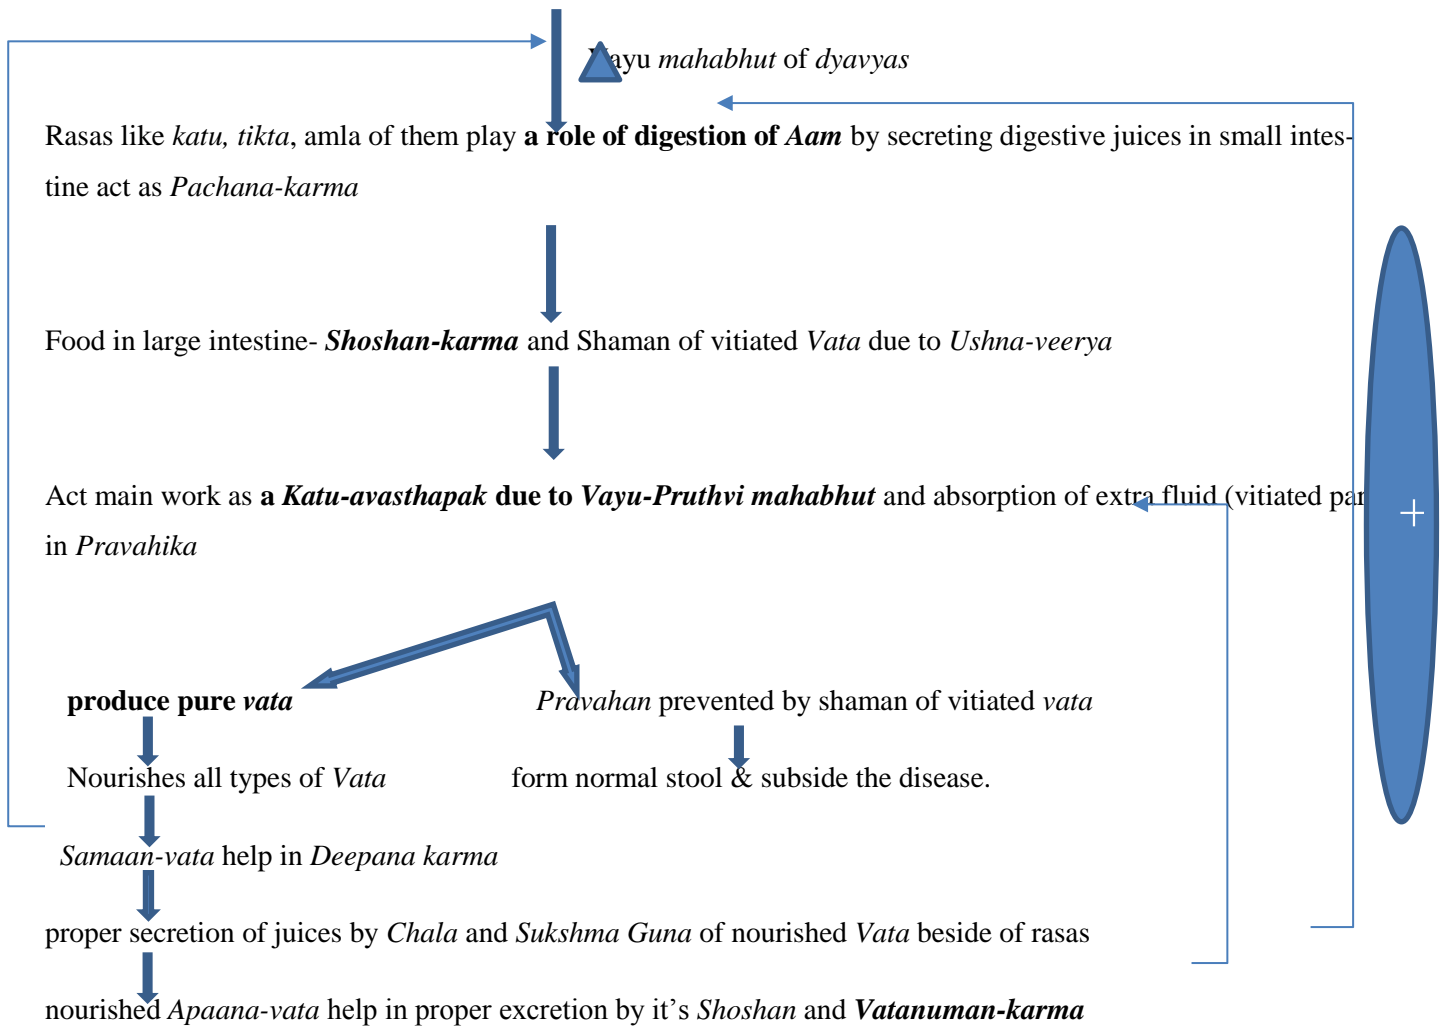 ayu mahabhut of dyavyas
Rasas like katu, tikta, amla of them play a role of digestion of Aam by secreting digestive juices in small intes-
tine act as Pachana-karma
Food in large intestine- Shoshan-karma and Shaman of vitiated Vata due to Ushna-veerya
Act main work as a Katu-avasthapak due to Vayu-Pruthvi mahabhut and absorption of extra fluid (vitiated par
in Pravahika
produce pure vata Pravahan prevented by shaman of vitiated vata
Nourishes all types of Vata form normal stool & subside the disease.
Samaan-vata help in Deepana karma
proper secretion of juices by Chala and Sukshma Guna of nourished Vata beside of rasas
nourished Apaana-vata help in proper excretion by it's Shoshan and Vatanuman-karma
+